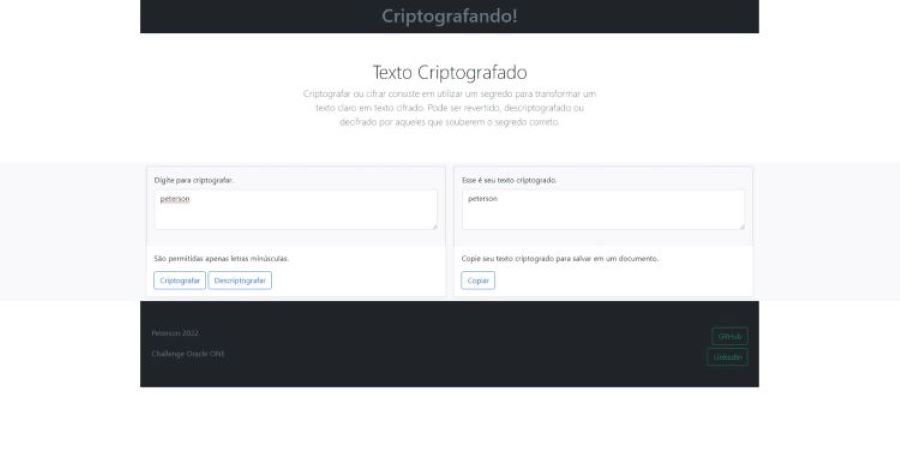 Criptografando!
Texto Criptografado
Criptografar ou cifrar consiste em utilizar um segredo para transformar um
texto claro em texto cifrado. Pode ser revertido, descriptografado ou
decifrado por aqueles que souberem o segredo correto.
Digite para criptografar.
peterson
São permitidas apenas letras minúsculas.
Criptografar Descriptografar
Esse é seu texto criptogrado.
peterson
Copie seu texto criptogrado para salvar em um documento.
Copiar
Peterson 2022
Challenge Oracle ONE
GitHub
LinkedIn